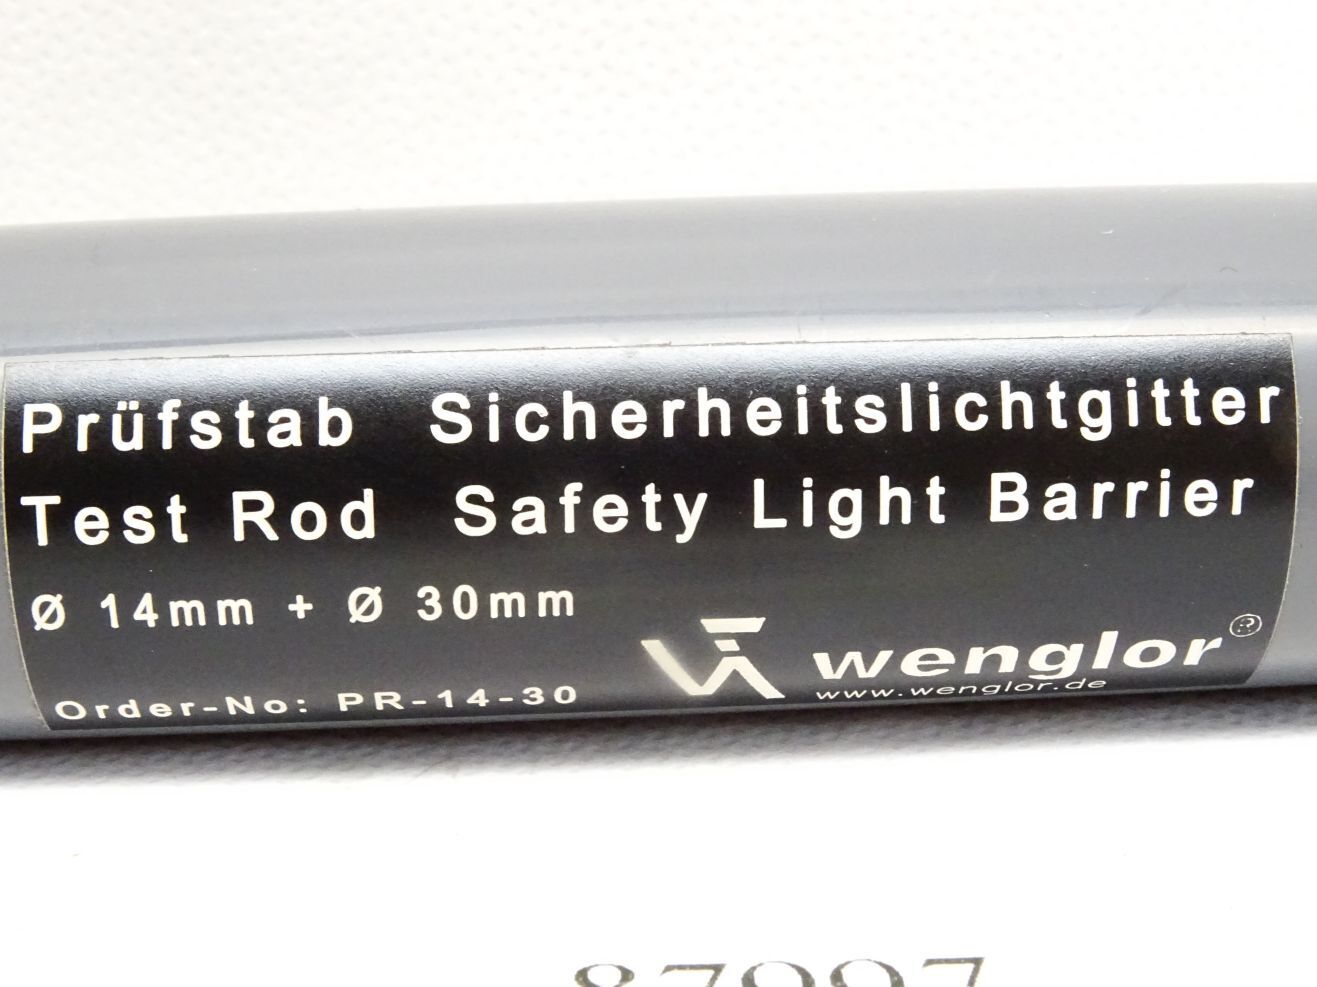 Prüfstab Sicherheitslichtgitter
Test Rod Safety Light Barrier
Ø 14mm + Ø 30mm
wenglor®
www.wenglor.de
Order-No: PR-14-30